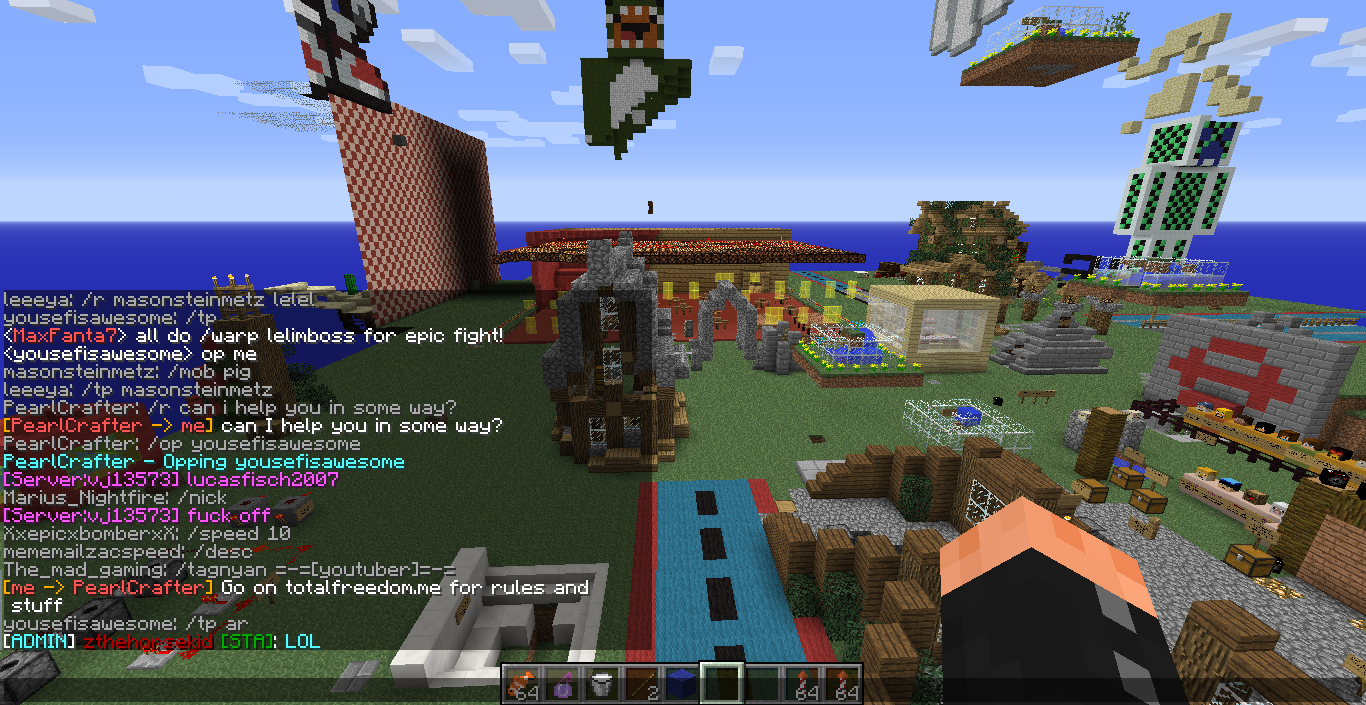 leeeya: /r masonsteinmetz lelel
yousefisawesome: /tp
<MaxFanta7> all do /warp lelimboss for epic fight!
<yousefisawesome> op me
masonsteinmetz: /mob pig
leeeya: /tp masonsteinmetz
PearlCrafter: /r can i help you in some way?
[PearlCrafter -> me] can I help you in some way?
PearlCrafter: /op yousefisawesome
PearlCrafter - Opping yousefisawesome
[Server:vj13573] lucasfisch2007
Marius_Nightfire: /nick
[Server:vj13573] fuck off
XxepicxbomberxX: /speed 10
mememailzacspeed: /desc
The_mad_gaming: /tagnyan =-=[youtuber]=-=
[me -> PearlCrafter] Go on totalfreedom.me for rules and
stuff
yousefisawesome: /tp ar
[ADMIN] zthehorsekid [STA]: LOL
64
2
64
64